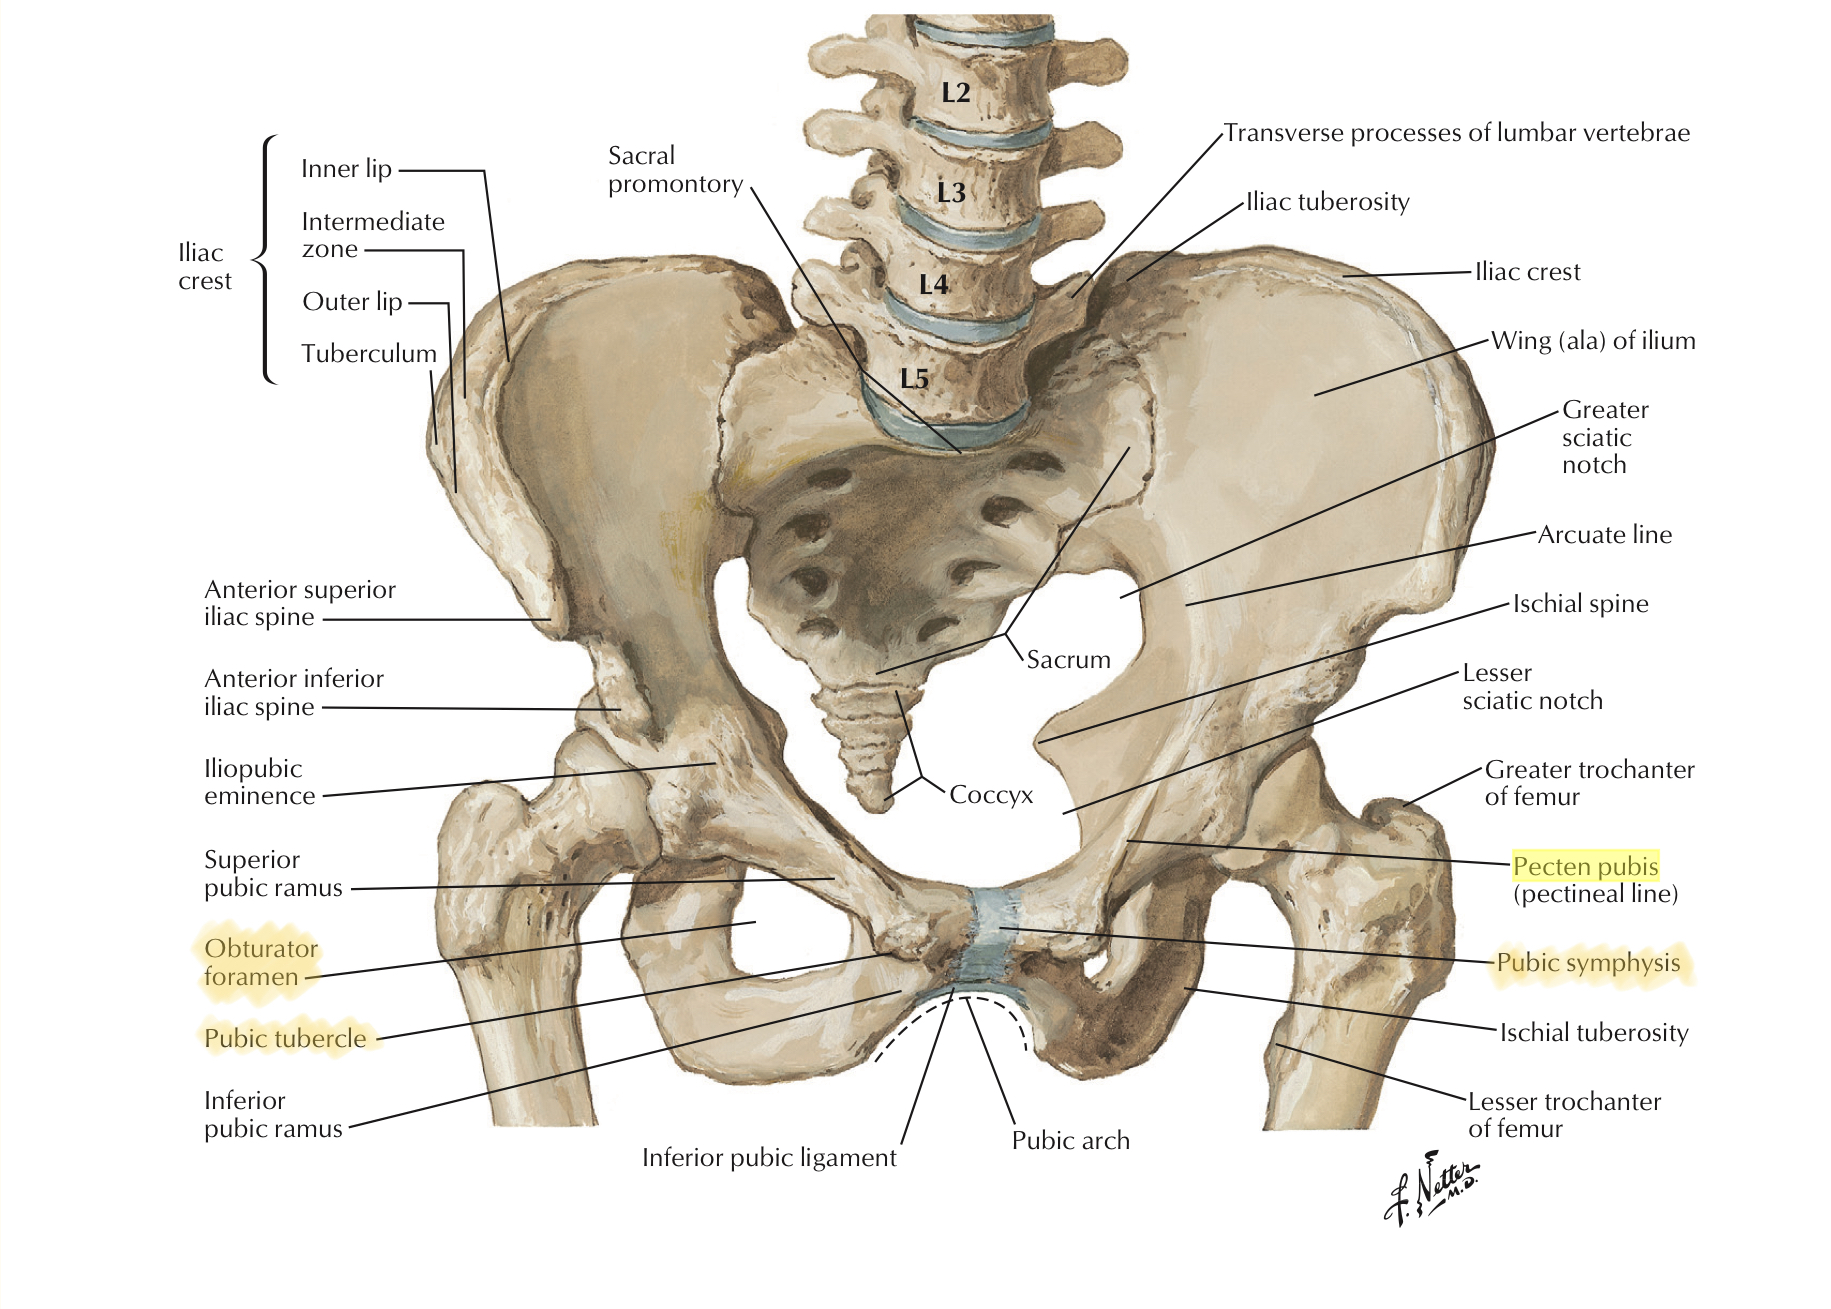 L2
L3
L4
L5
Iliac
crest
Inner lip
Intermediate
zone
Outer lip
Tuberculum
Sacral
promontory
Transverse processes of lumbar vertebrae
Iliac tuberosity
Iliac crest
Wing (ala) of ilium
Greater
sciatic
notch
Arcuate line
Ischial spine
Lesser
sciatic notch
Greater trochanter
of femur
Pecten pubis
(pectineal line)
Pubic symphysis
Ischial tuberosity
Lesser trochanter
of femur
Anterior superior
iliac spine
Anterior inferior
iliac spine
Iliopubic
eminence
Superior
pubic ramus
Obturator
foramen
Pubic tubercle
Inferior
pubic ramus
Sacrum
Coccyx
Inferior pubic ligament
Pubic arch
F. Netter
M.D.